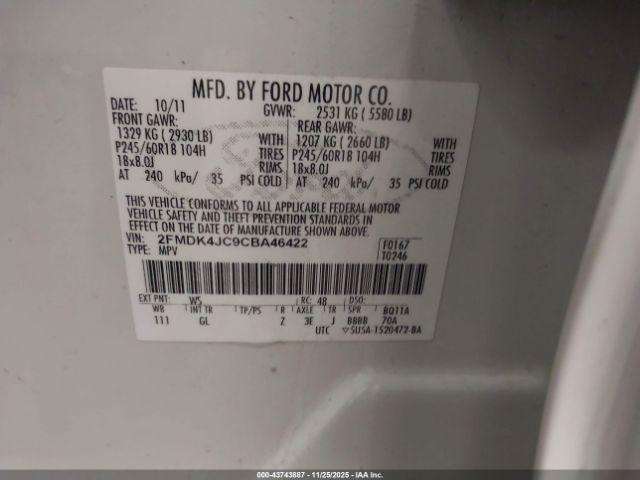 MFD. BY FORD MOTOR CO.
DATE: 10/11 GVWR: 2531 KG ( 5580 LB)
FRONT GAWR: REAR GAWR:
1329 KG ( 2930 LB) WITH 1207 KG ( 2660 LB) WITH
P245/60R18 104H TIRES P245/60R18 104H TIRES
18x8.0J RIMS 18x8.0J RIMS
AT 240 kPa/ 35 PSI COLD AT 240 kPa/ 35 PSI COLD
THIS VEHICLE CONFORMS TO ALL APPLICABLE FEDERAL MOTOR
VEHICLE SAFETY AND THEFT PREVENTION STANDARDS IN
EFFECT ON THE DATE OF MANUFACTURE SHOWN ABOVE.
VIN: 2FMDK4JC9CBA46422 F0167
TYPE: MPV T0246
EXT PNT: WS RC: 48 DSO:
WB INT TR TP/PS R AXLE TR SPR BQ11A
111 GL Z 3E J BBBB 70A
UTC ▽5U5A-1520472-BA
© 00-43743887 - 11/25/2025 - IAA, Inc.